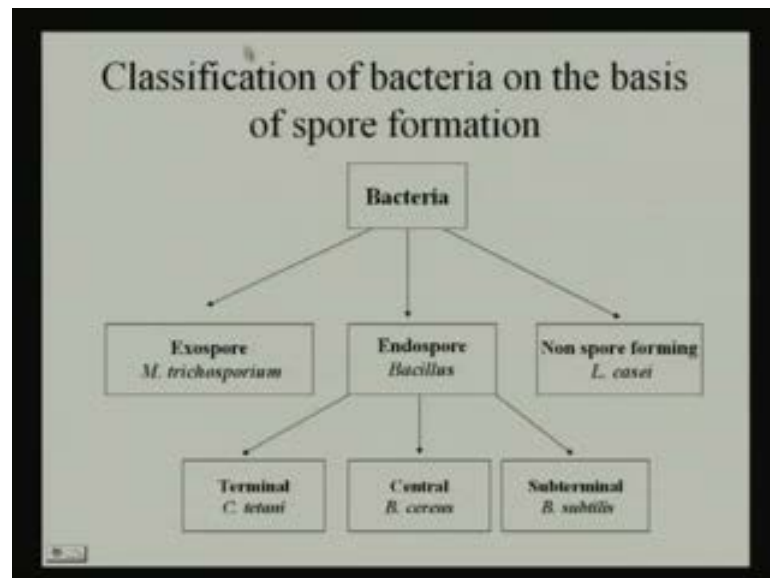 Classification of bacteria on the basis
of spore formation
Bacteria
Exospore
M. trichosporium
Endospore
Bacillus
Non spore forming
L. casei
Terminal
C. tetani
Central
B. cereus
Subterminal
B. subtilis